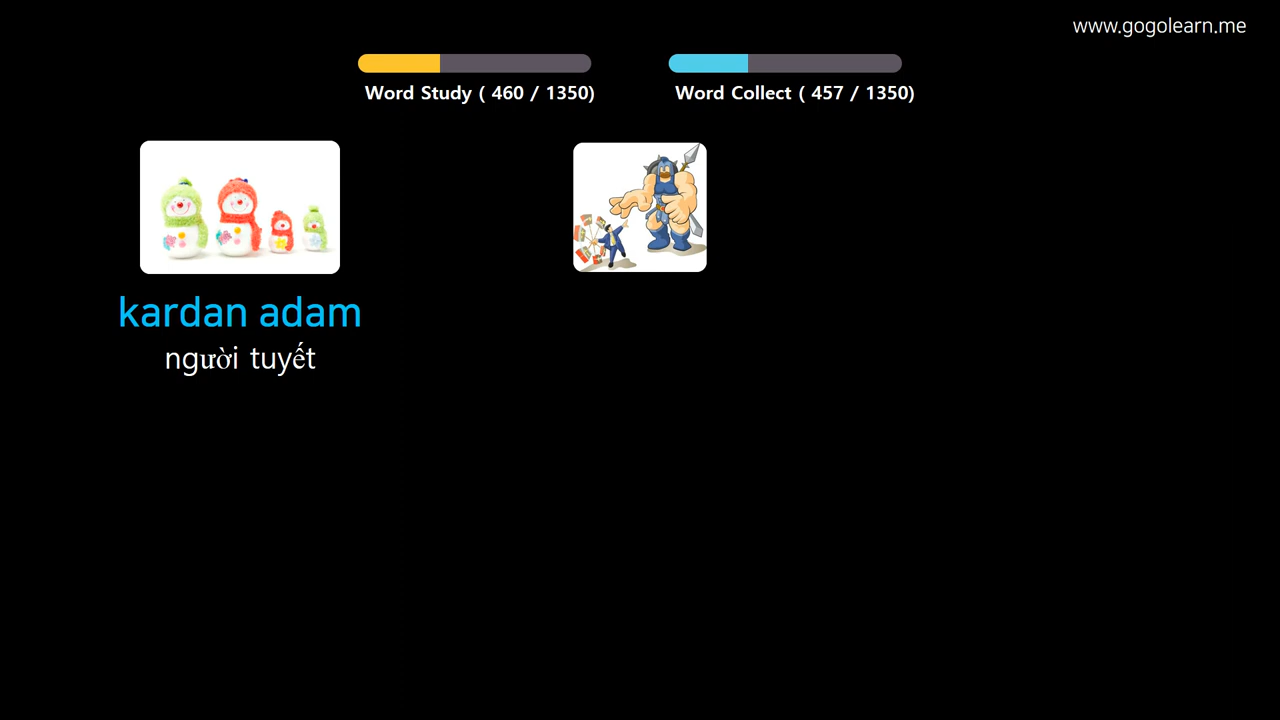 www.gogolearn.me
Word Study ( 460 / 1350)
Word Collect ( 457 / 1350)
kardan adam
người tuyết